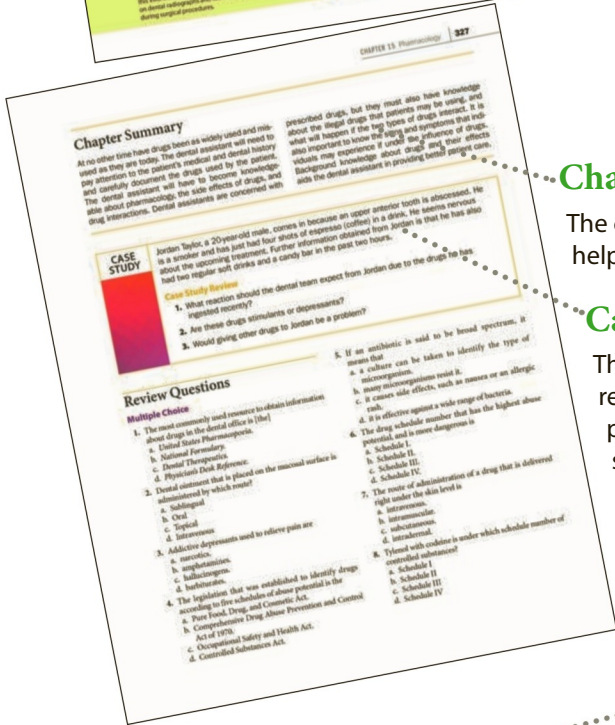 on dental radiographs and
during surgical procedures.
CHAPTER 15 Pharmacology 327
Chapter Summary
At no other time have drugs been as widely used and mis-
used as they are today. The dental assistant will need to
pay attention to the patient's medical and dental history
and carefully document the drugs used by the patient.
The dental assistant will have to become knowledge-
able about pharmacology, the side effects of drugs, and
drug interactions. Dental assistants are concerned with
prescribed drugs, but they must also have knowledge
about the illegal drugs that patients may be using, and
what will happen if the two types of drugs interact. It is
also important to know the signs and symptoms that indi-
viduals may experience if under the influence of drugs.
Background knowledge about drugs and their effects
aids the dental assistant in providing better patient care.
CASE
STUDY
Jordan Taylor, a 20-year-old male, comes in because an upper anterior tooth is abscessed. He
is a smoker and has just had four shots of espresso (coffee) in a drink. He seems nervous
about the upcoming treatment. Further information obtained from Jordan is that he has also
had two regular soft drinks and a candy bar in the past two hours.
Case Study Review
1. What reaction should the dental team expect from Jordan due to the drugs he has
ingested recently?
2. Are these drugs stimulants or depressants?
3. Would giving other drugs to Jordan be a problem?
Review Questions
Multiple Choice
1. The most commonly used resource to obtain information
about drugs in the dental office is [the]
a. United States Pharmacopoeia.
b. National Formulary.
c. Dental Therapeutics.
d. Physician's Desk Reference.
2. Dental ointment that is placed on the mucosal surface is
administered by which route?
a. Sublingual
b. Oral
c. Topical
d. Intravenous
3. Addictive depressants used to relieve pain are
a. narcotics.
b. amphetamines.
c. hallucinogens.
d. barbiturates.
4. The legislation that was established to identify drugs
according to five schedules of abuse potential is the
a. Pure Food, Drug, and Cosmetic Act.
b. Comprehensive Drug Abuse Prevention and Control
Act of 1970.
c. Occupational Safety and Health Act.
d. Controlled Substances Act.
5. If an antibiotic is said to be broad spectrum, it
means that
a. a culture can be taken to identify the type of
microorganism.
b. many microorganisms resist it.
c. it causes side effects, such as nausea or an allergic
rash.
d. it is effective against a wide range of bacteria.
6. The drug schedule number that has the highest abuse
potential, and is more dangerous is
a. Schedule I.
b. Schedule II.
c. Schedule III.
d. Schedule IV.
7. The route of administration of a drug that is delivered
right under the skin level is
a. intravenous.
b. intramuscular.
c. subcutaneous.
d. intradermal.
8. Tylenol with codeine is under which schedule number of
controlled substances?
a. Schedule I
b. Schedule II
c. Schedule III
d. Schedule IV
Cha
The
help
Ca
Th
re
p
s